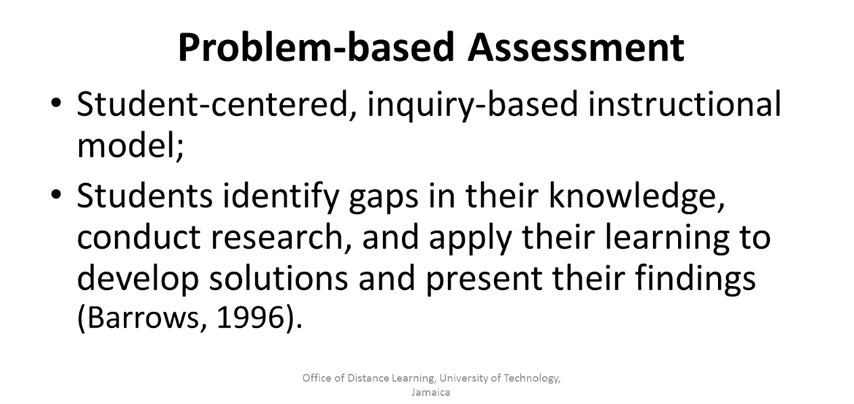 Problem-based Assessment
• Student-centered, inquiry-based instructional
model;
• Students identify gaps in their knowledge,
conduct research, and apply their learning to
develop solutions and present their findings
(Barrows, 1996).
Office of Distance Learning, University of Technology,
Jamaica